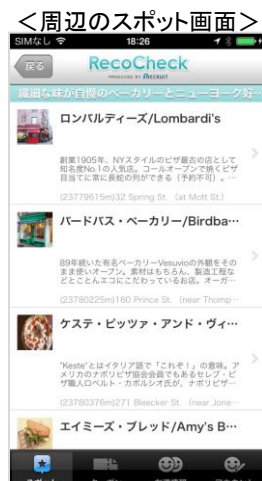 ＜周辺のスポット画面＞
SIMなし 18:26
戻る RecoCheck
PRODUCED BY RECRUIT
繊細な味が自慢のベーカリーとニューヨーク好…
ロンバルディーズ/Lombardi's
創業1905年、NYスタイルのピザ最古の店として
知名度No.1の人気店。コールオーブンで焼くピザ
目当てに常に長蛇の列ができる（予約不可）。…
(23779615m)32 Spring St. (at Mott St.)
バードバス・ベーカリー/Birdba…
89年続いた有名ベーカリーVesuvioの外観をその
まま使いオープン。素材はもちろん、製造工程な
どとことんエコにこだわっているお店。オーガ…
(23780225m)160 Prince St. (near Thomp…
ケステ・ピッツァ・アンド・ヴィ…
"Keste"とはイタリア語で「これぞ！」の意味。ア
メリカのナポリピザ協会会員でもあるセレブ・ピ
ザ職人ロベルト・カポルシオ氏が、ナポリピザ…
(23780376m)271 Bleecker St. (near Jone…
エイミーズ・ブレッド/Amy's B…